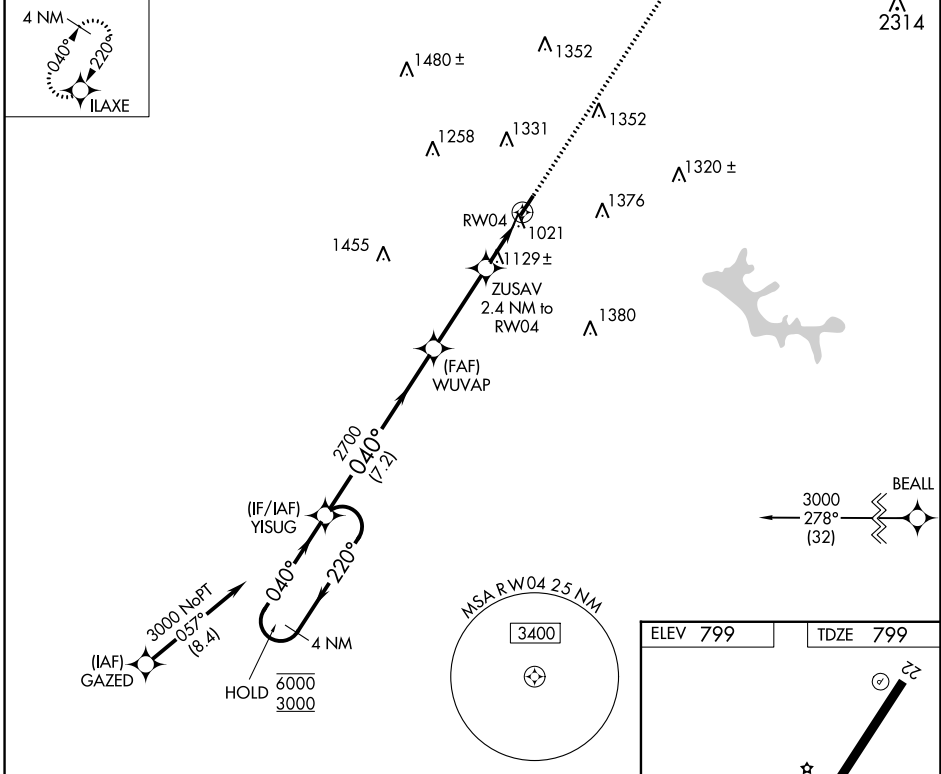 4 NM
040°
220°
ILAXE
2314
1480 ±
1352
1352
1258
1331
1320 ±
1376
RW04
1021
1455
1129 ±
ZUSAV
2.4 NM to
RW04
1380
(FAF)
WUVAP
2700
040°
(7.2)
BEALL
3000
278°
(32)
(IF/IAF)
YISUG
040°
220°
3000 NoPT
057°
(8.4)
4 NM
(IAF)
GAZED
HOLD
6000
3000
MSA RW04 25 NM
3400
ELEV 799
TDZE 799
22